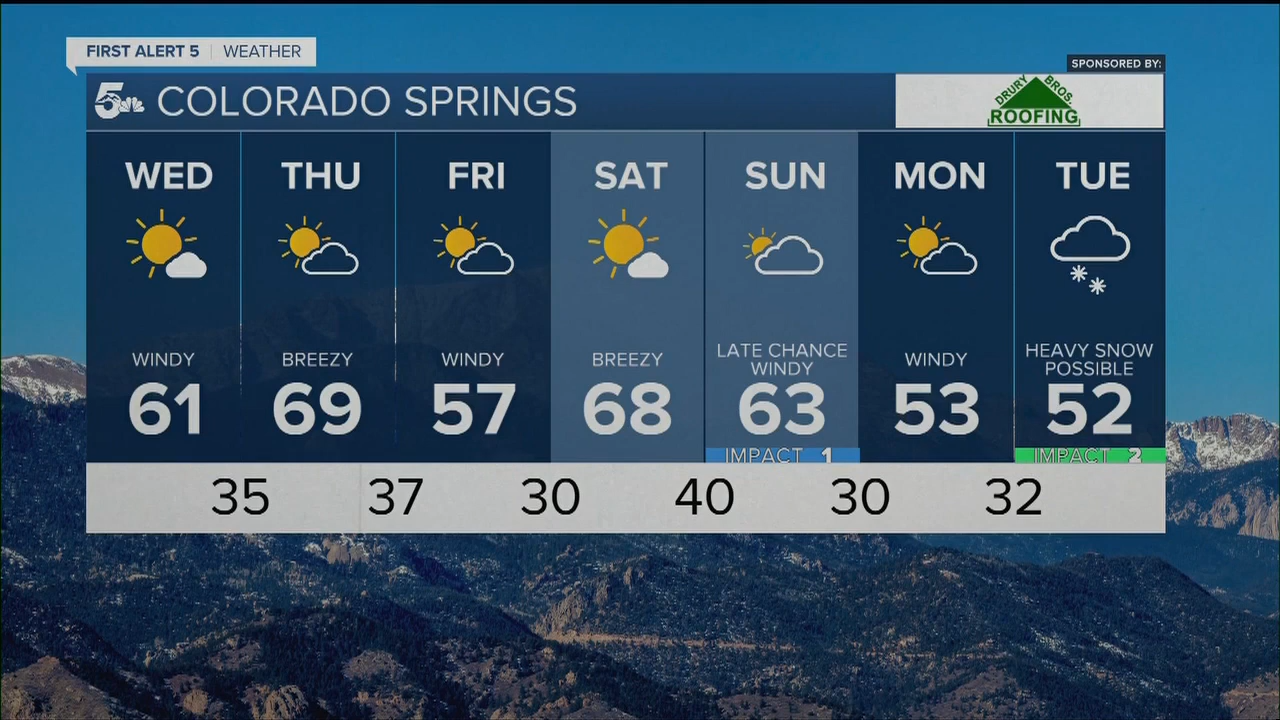 FIRST ALERT 5 | WEATHER
SPONSORED BY:
5 COLORADO SPRINGS
DRURY BROS.
ROOFING
WED THU FRI SAT SUN MON TUE
WINDY BREEZY WINDY BREEZY LATE CHANCE WINDY WINDY HEAVY SNOW POSSIBLE
61 69 57 68 63 53 52
IMPACT 1 IMPACT 2
35 37 30 40 30 32